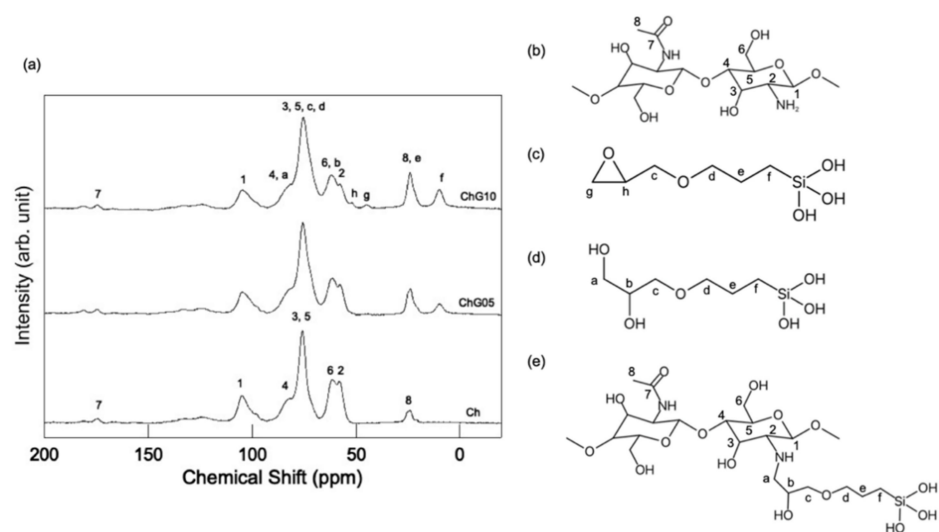 (a)
3, 5, c, d
6, b
8, e
4, a
2
1
h
g
f
7
ChG10
ChG05
3, 5
6 2
1
4
7
8
Ch
200 150 100 50 0
Chemical Shift (ppm)
Intensity (arb. unit)
(b)
8
O
7
NH
HO
O
OH
O
4
6
OH
5
O
3
2
1
HO
NH₂
O
(c)
O
g
h
c
O
d
e
f
Si
OH
OH
OH
(d)
HO
a
b
OH
c
O
d
e
f
Si
OH
OH
OH
(e)
8
O
7
NH
HO
O
OH
O
O
4
6
OH
5
O
3
2
1
HO
NH
O
a
b
HO
c
O
d
e
f
Si
OH
OH
HO